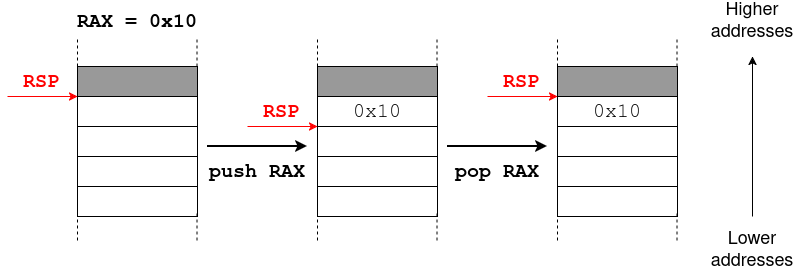 RAX = 0x10
Higher
addresses
RSP
RSP
0x10
RSP
0x10
push RAX
pop RAX
Lower
addresses